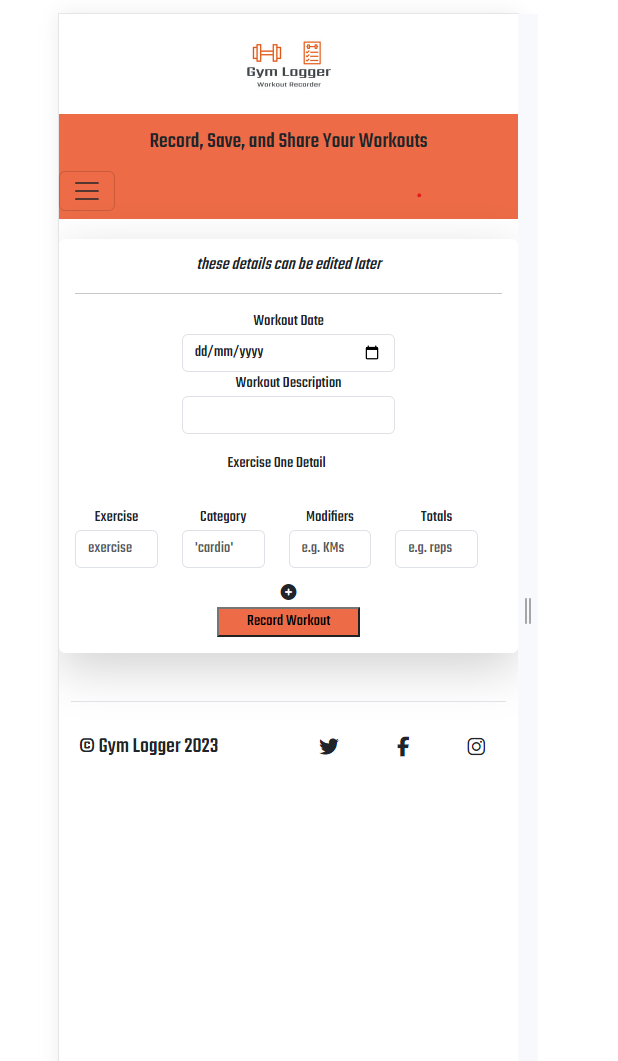 Gym Logger
Workout Recorder
Record, Save, and Share Your Workouts
these details can be edited later
Workout Date
dd/mm/yyyy
Workout Description
Exercise One Detail
Exercise Category Modifiers Totals
exercise 'cardio' e.g. KMs e.g. reps
Record Workout
© Gym Logger 2023